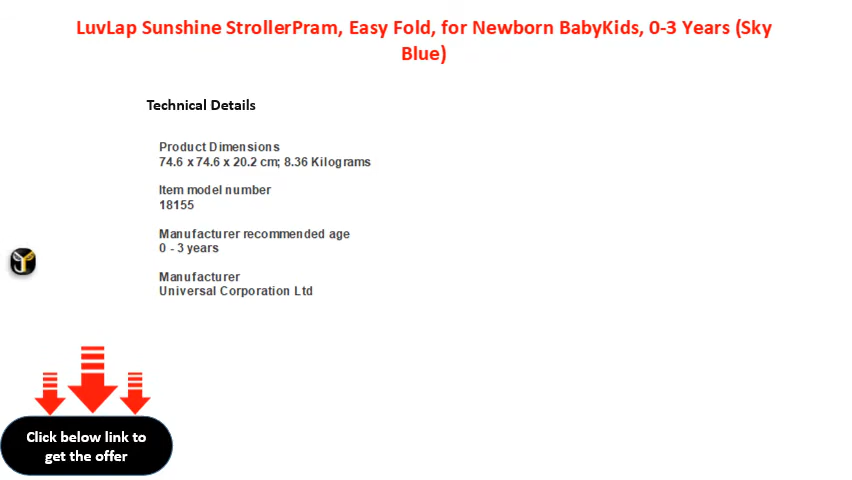 LuvLap Sunshine StrollerPram, Easy Fold, for Newborn BabyKids, 0-3 Years (Sky
Blue)
Technical Details
Product Dimensions
74.6 x 74.6 x 20.2 cm; 8.36 Kilograms
Item model number
18155
Manufacturer recommended age
0 - 3 years
Manufacturer
Universal Corporation Ltd
Click below link to
get the offer